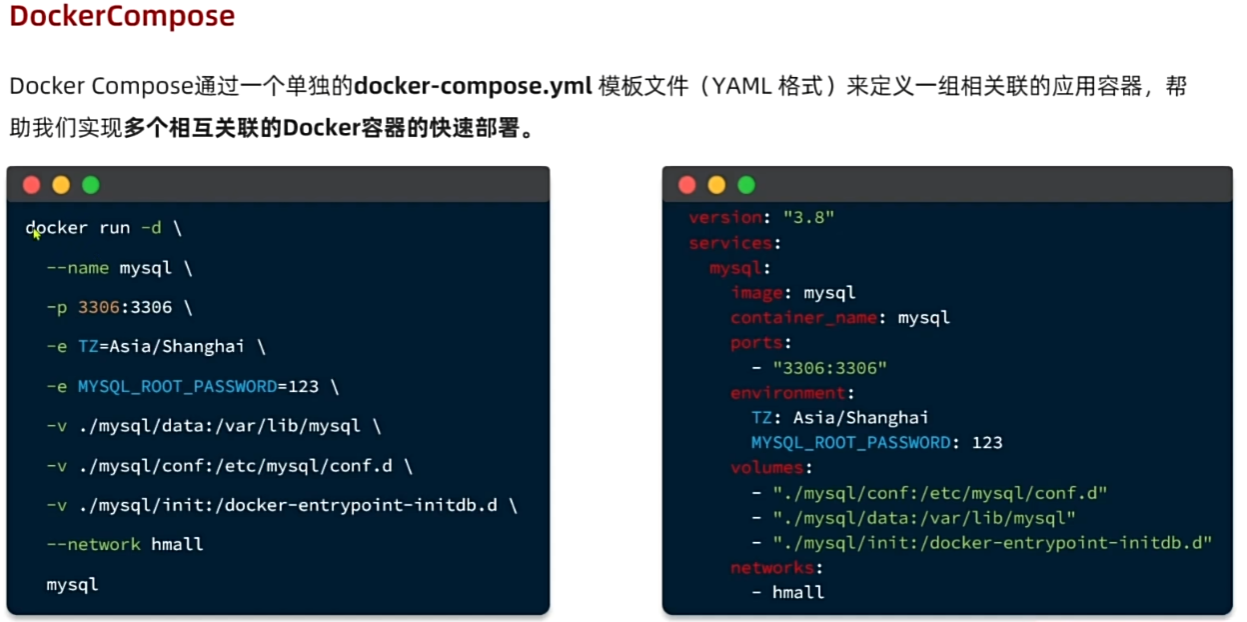 DockerCompose
Docker Compose通过一个单独的docker-compose.yml 模板文件（YAML 格式）来定义一组相关联的应用容器，帮
助我们实现多个相互关联的Docker容器的快速部署。
docker run -d \
--name mysql \
-p 3306:3306 \
-e TZ=Asia/Shanghai \
-e MYSQL_ROOT_PASSWORD=123 \
-v ./mysql/data:/var/lib/mysql \
-v ./mysql/conf:/etc/mysql/conf.d \
-v ./mysql/init:/docker-entrypoint-initdb.d \
--network hmall
mysql
version: "3.8"
services:
mysql:
image: mysql
container_name: mysql
ports:
- "3306:3306"
environment:
TZ: Asia/Shanghai
MYSQL_ROOT_PASSWORD: 123
volumes:
- "./mysql/conf:/etc/mysql/conf.d"
- "./mysql/data:/var/lib/mysql"
- "./mysql/init:/docker-entrypoint-initdb.d"
networks:
- hmall